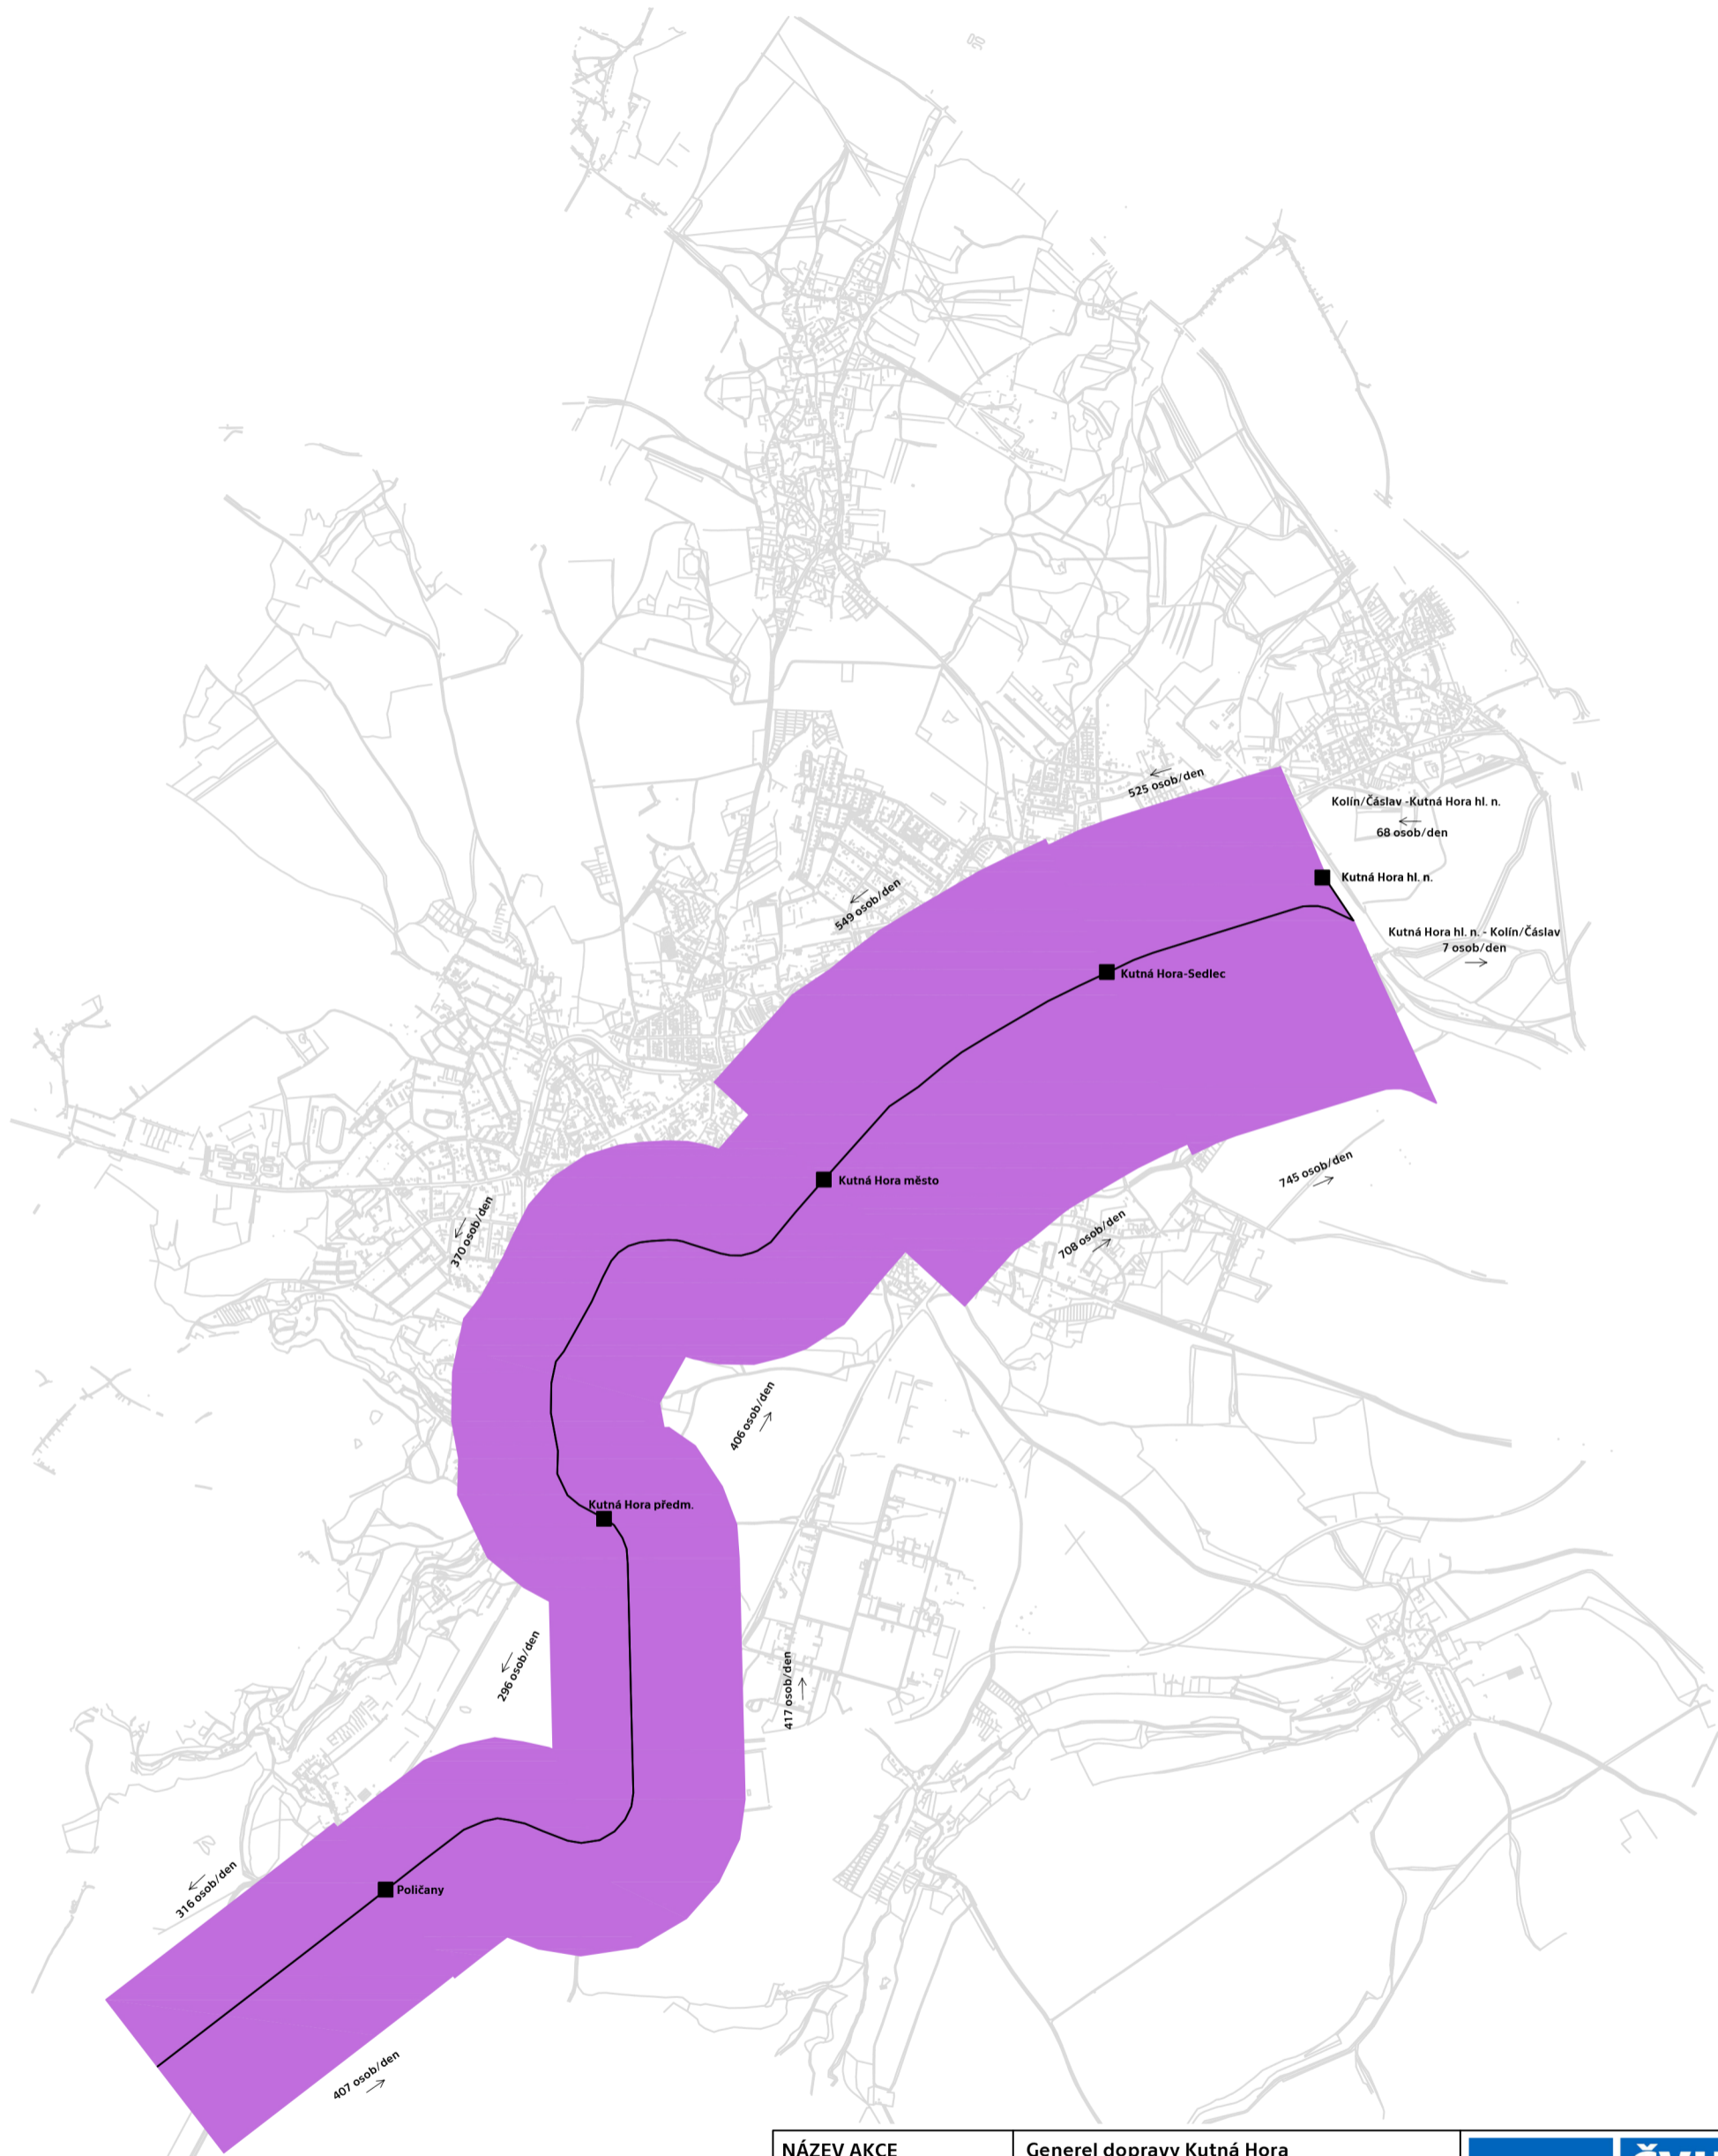 525 osob/den
Kolín/Čáslav -Kutná Hora hl. n.
68 osob/den
Kutná Hora hl. n.
549 osob/den
Kutná Hora hl. n. - Kolín/Čáslav
7 osob/den
Kutná Hora-Sedlec
745 osob/den
Kutná Hora město
708 osob/den
370 osob/den
406 osob/den
Kutná Hora předm.
296 osob/den
417 osob/den
316 osob/den
Poličany
407 osob/den
NÁZEV AKCE
Generel dopravy Kutná Hora